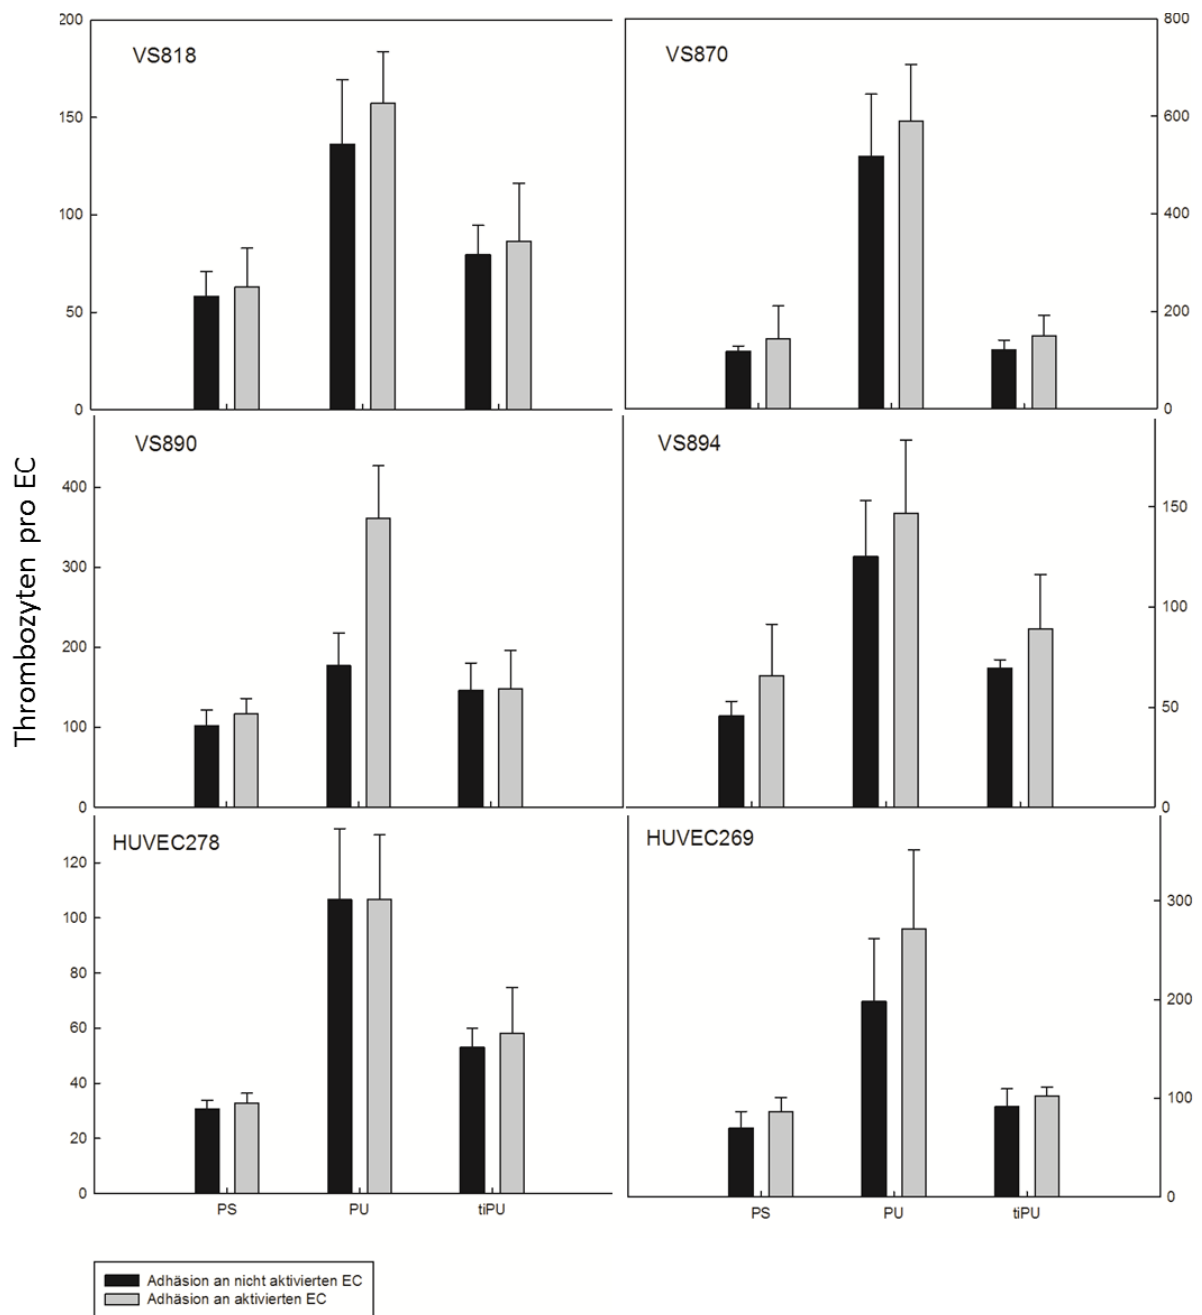 Thrombozyten pro EC
VS818
200
150
100
50
0
VS870
800
600
400
200
0
VS890
400
300
200
100
0
VS894
150
100
50
0
HUVEC278
120
100
80
60
40
20
0
PS PU tiPU
HUVEC269
300
200
100
0
PS PU tiPU
Adhäsion an nicht aktivierten EC
Adhäsion an aktivierten EC